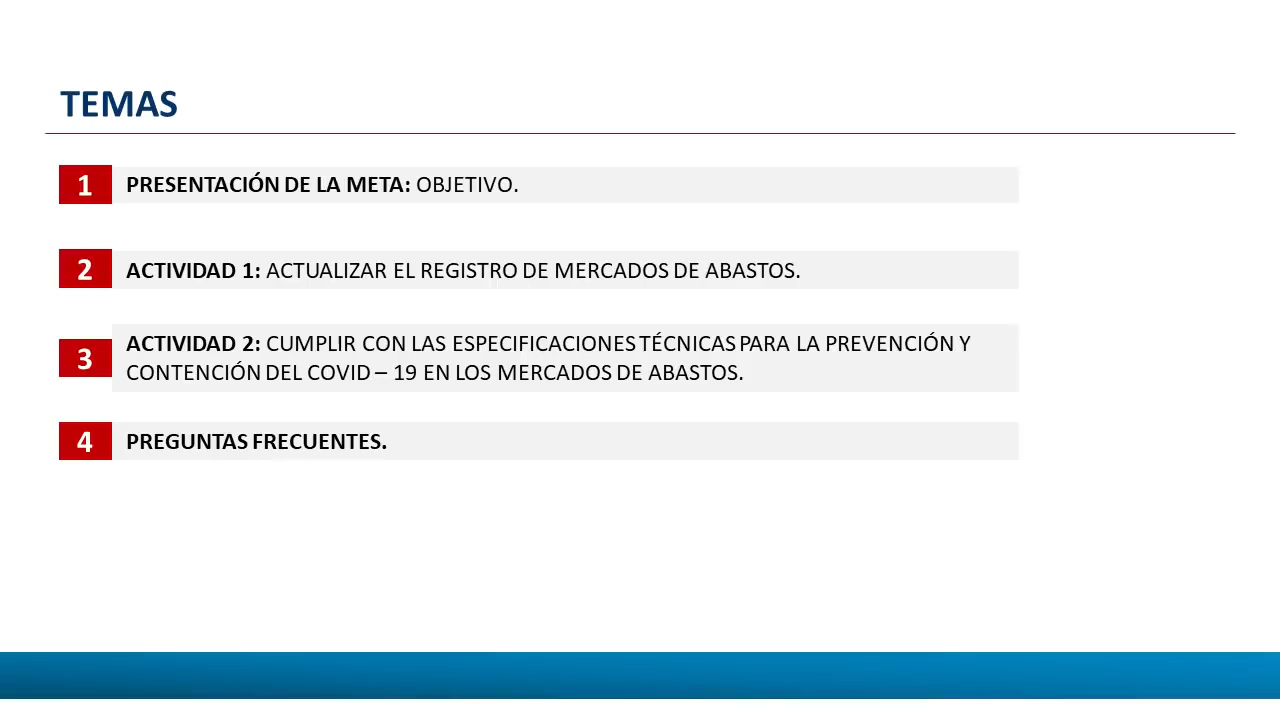 TEMAS
1 PRESENTACIÓN DE LA META: OBJETIVO.
2 ACTIVIDAD 1: ACTUALIZAR EL REGISTRO DE MERCADOS DE ABASTOS.
3 ACTIVIDAD 2: CUMPLIR CON LAS ESPECIFICACIONES TÉCNICAS PARA LA PREVENCIÓN Y
CONTENCIÓN DEL COVID – 19 EN LOS MERCADOS DE ABASTOS.
4 PREGUNTAS FRECUENTES.